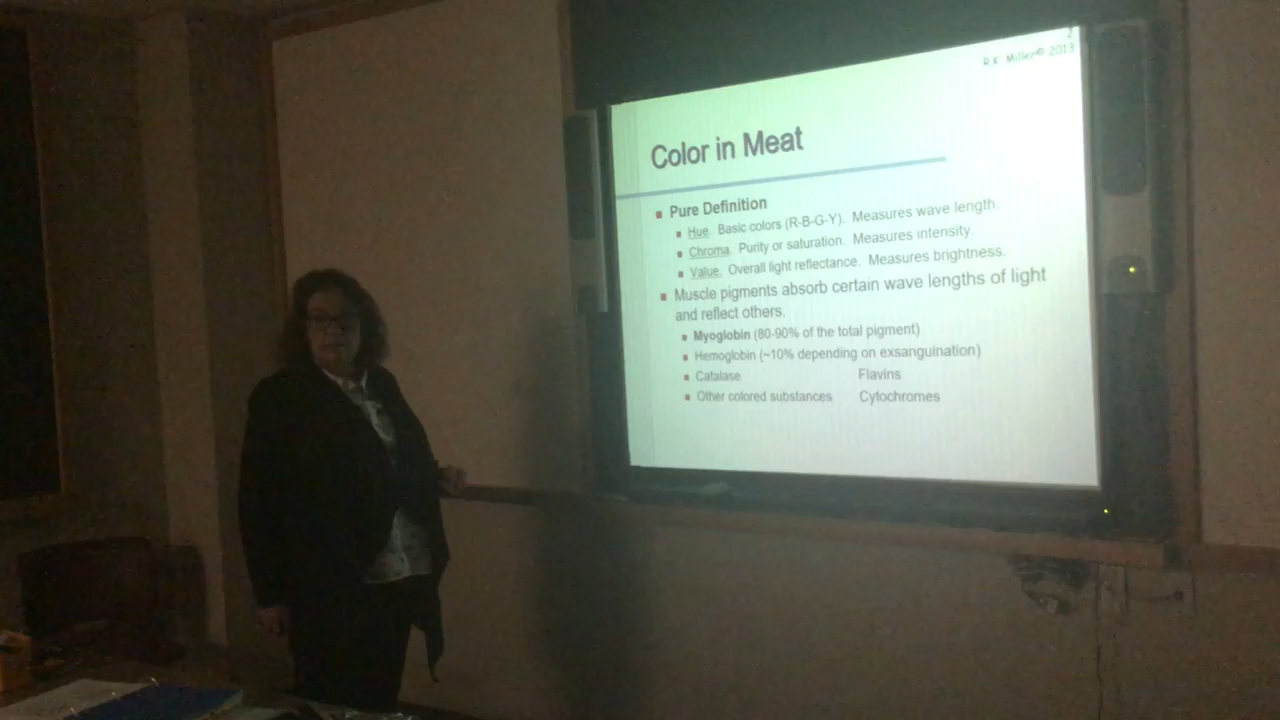 2
R.K. Miller© 2013
Color in Meat
Pure Definition
Hue. Basic colors (R-B-G-Y). Measures wave length.
Chroma. Purity or saturation. Measures intensity.
Value. Overall light reflectance. Measures brightness.
Muscle pigments absorb certain wave lengths of light
and reflect others.
Myoglobin (80-90% of the total pigment)
Hemoglobin (~10% depending on exsanguination)
Catalase Flavins
Other colored substances Cytochromes